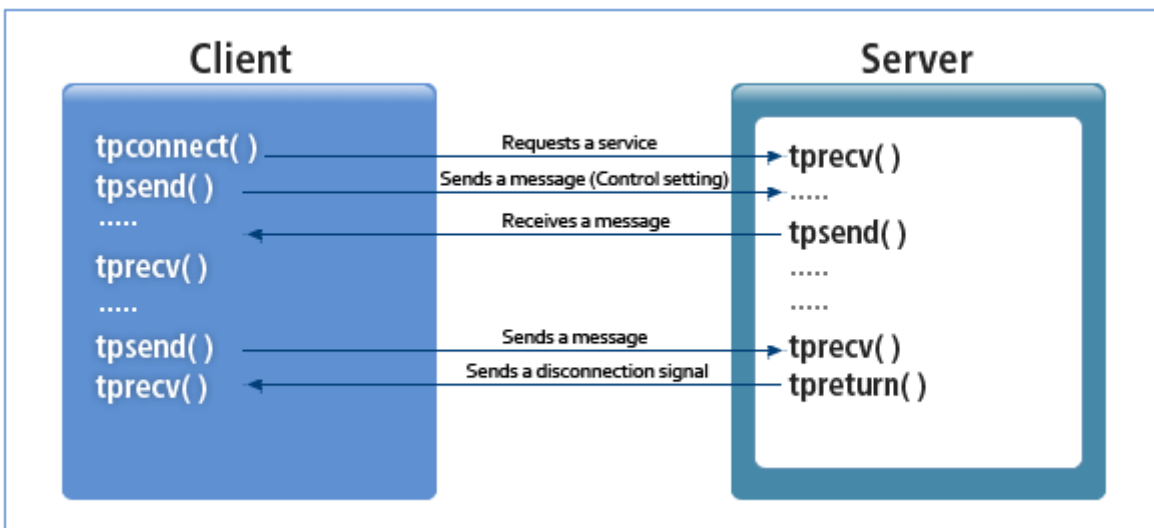 Client
Server
tpconnect( )
Requests a service
tprecv( )
tpsend( )
Sends a message (Control setting)
.....
.....
Receives a message
tpsend( )
tprecv( )
.....
.....
.....
tpsend( )
Sends a message
tprecv( )
tprecv( )
Sends a disconnection signal
tpreturn( )